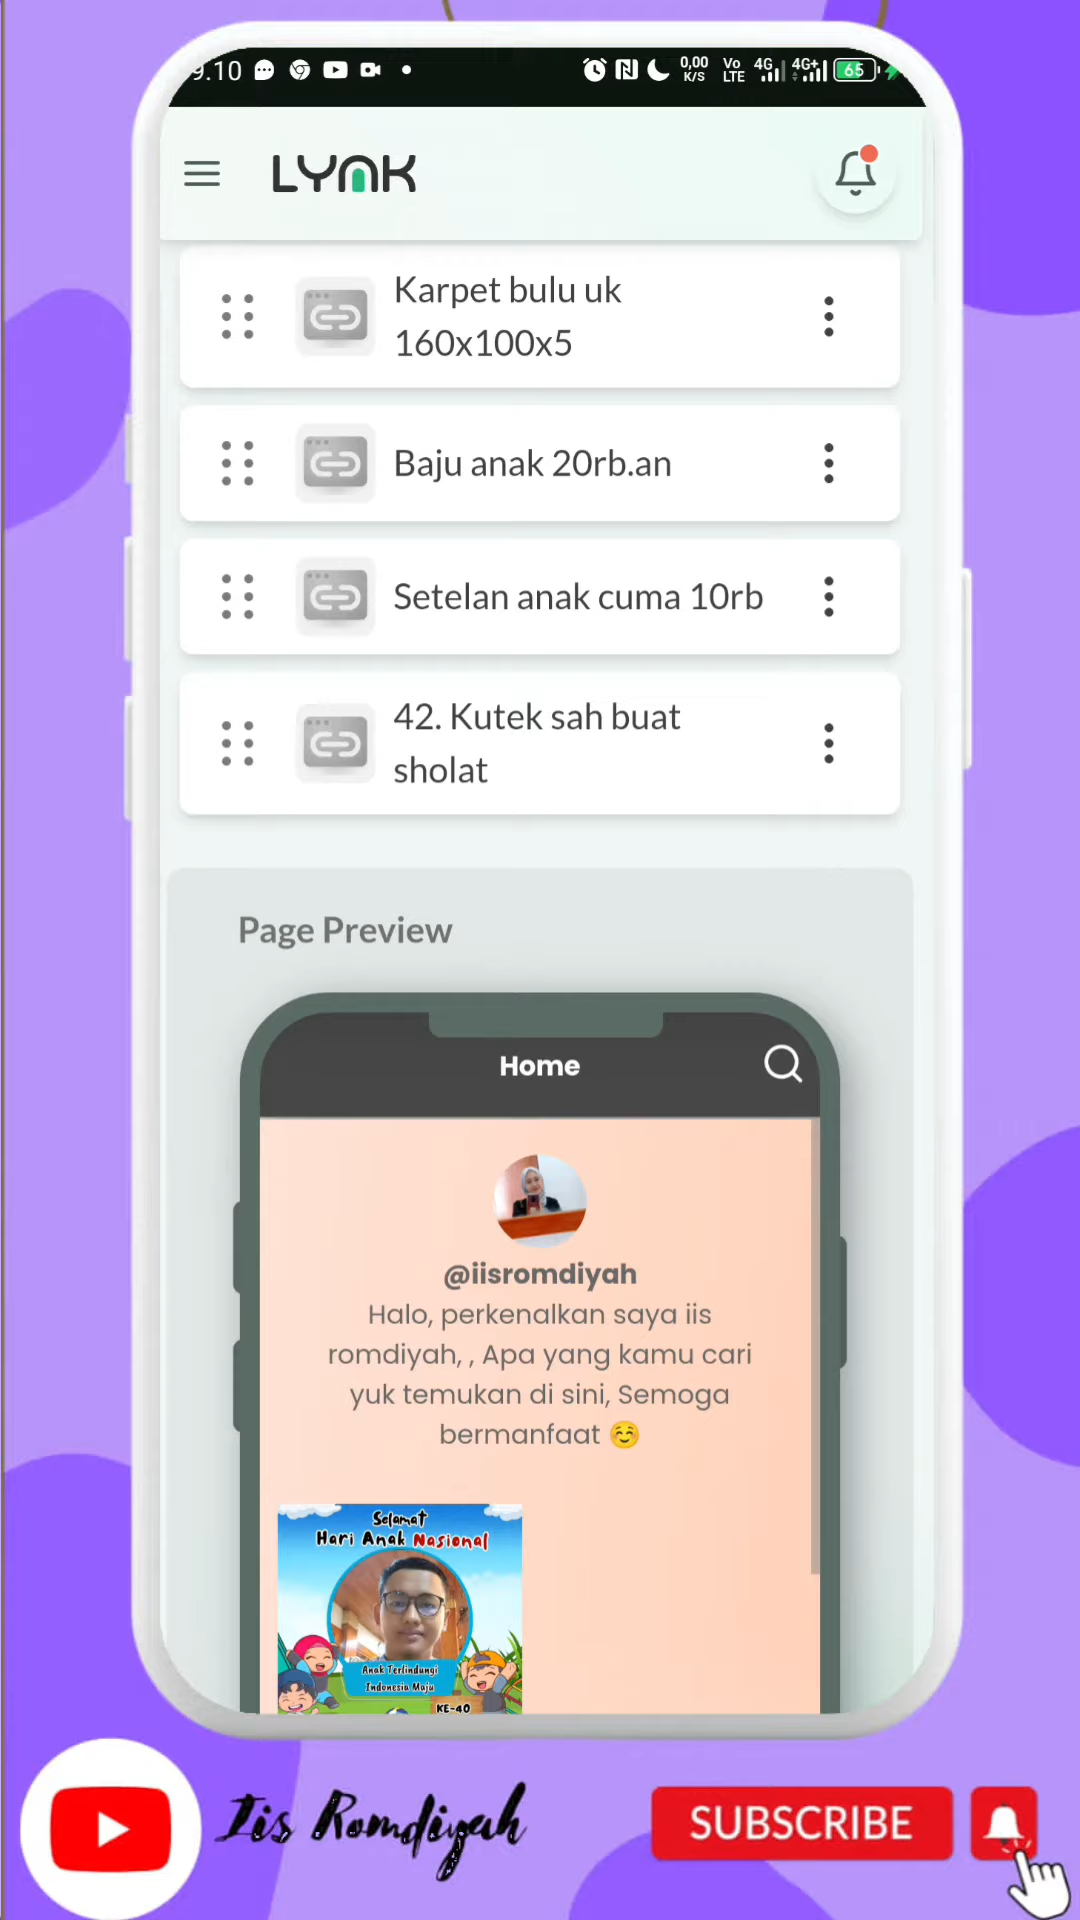 9.10
0,00
K/S
Vo
LTE
4G
4G+
65
LYNK
Karpet bulu uk
160x100x5
Baju anak 20rb.an
Setelan anak cuma 10rb
42. Kutek sah buat
sholat
Page Preview
Home
@iisromdiyah
Halo, perkenalkan saya iis
romdiyah, , Apa yang kamu cari
yuk temukan di sini, Semoga
bermanfaat ☺️
Selamat
Hari Anak Nasional
Anak Terlindungi
Indonesia Maju
KE-40
Iis Romdiyah
SUBSCRIBE